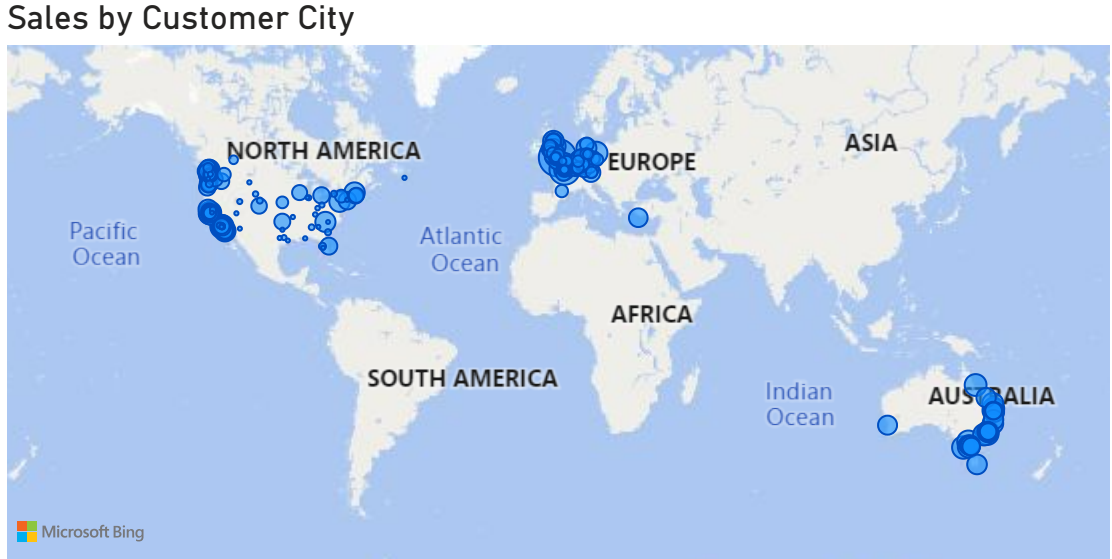 Sales by Customer City
NORTH AMERICA
ASIA
EUROPE
Pacific
Ocean
Atlantic
Ocean
AFRICA
SOUTH AMERICA
Indian
Ocean
AUSTRALIA
Microsoft Bing